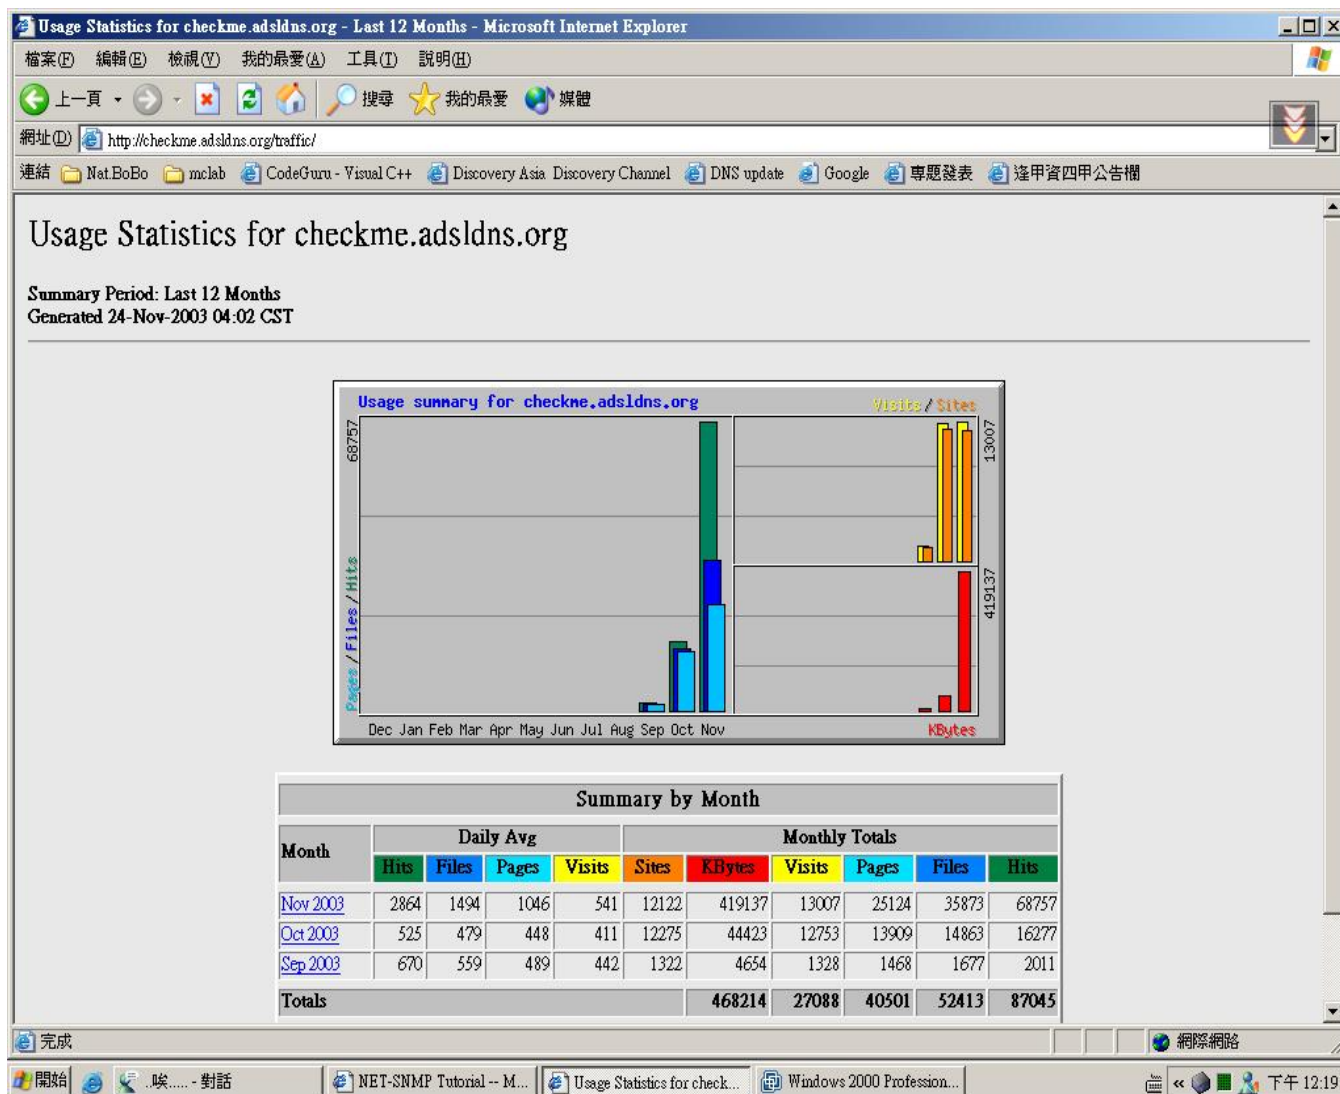 Usage Statistics for checkme.adsldns.org - Last 12 Months - Microsoft Internet Explorer
檔案(F) 編輯(E) 檢視(V) 我的最愛(A) 工具(T) 說明(H)
上一頁 搜尋 我的最愛 媒體
網址(D) http://checkme.adsldns.org/traffic/
連結 Nat.BoBo mclab CodeGuru - Visual C++ Discovery Asia Discovery Channel DNS update Google 專題發表 逢甲資四甲公告欄
Usage Statistics for checkme.adsldns.org
Summary Period: Last 12 Months
Generated 24-Nov-2003 04:02 CST
Usage summary for checkme.adsldns.org
Visits / Sites
68757
13007
Pages / Files / Hits
419137
Dec Jan Feb Mar Apr May Jun Jul Aug Sep Oct Nov
KBytes
Summary by Month
Month Daily Avg Monthly Totals
Hits Files Pages Visits Sites KBytes Visits Pages Files Hits
Nov 2003 2864 1494 1046 541 12122 419137 13007 25124 35873 68757
Oct 2003 525 479 448 411 12275 44423 12753 13909 14863 16277
Sep 2003 670 559 489 442 1322 4654 1328 1468 1677 2011
Totals 468214 27088 40501 52413 87045
完成 網際網路
開始 ..唉..... - 對話 NET-SNMP Tutorial -- M... Usage Statistics for check... Windows 2000 Profession... « 下午 12:19